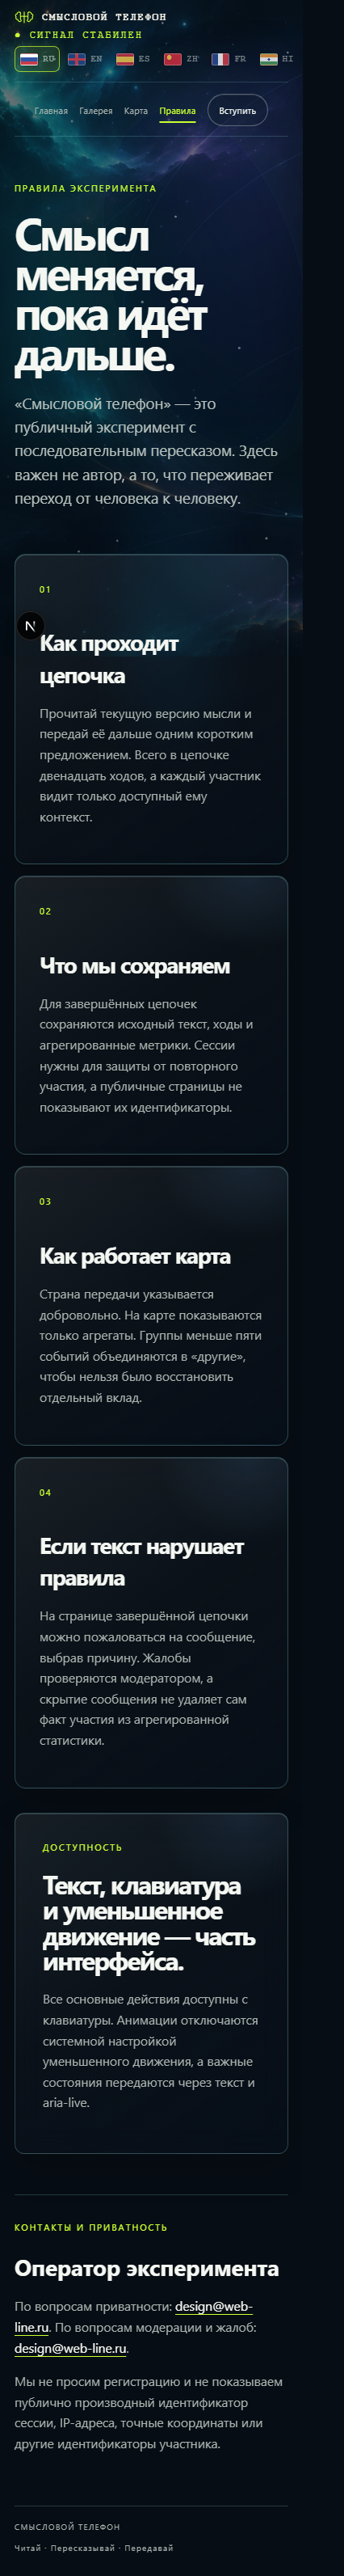 СМЫСЛОВОЙ ТЕЛЕФОН
СИГНАЛ СТАБИЛЕН
RU EN ES ZH FR HI
Главная Галерея Карта Правила Вступить
ПРАВИЛА ЭКСПЕРИМЕНТА
Смысл
меняется,
пока идёт
дальше.
«Смысловой телефон» — это
публичный эксперимент с
последовательным пересказом. Здесь
важен не автор, а то, что переживает
переход от человека к человеку.
01
N
Как проходит
цепочка
Прочитай текущую версию мысли и
передай её дальше одним коротким
предложением. Всего в цепочке
двенадцать ходов, а каждый участник
видит только доступный ему
контекст.
02
Что мы сохраняем
Для завершённых цепочек
сохраняются исходный текст, ходы и
агрегированные метрики. Сессии
нужны для защиты от повторного
участия, а публичные страницы не
показывают их идентификаторы.
03
Как работает карта
Страна передачи указывается
добровольно. На карте показываются
только агрегаты. Группы меньше пяти
событий объединяются в «другие»,
чтобы нельзя было восстановить
отдельный вклад.
04
Если текст нарушает
правила
На странице завершённой цепочки
можно пожаловаться на сообщение,
выбрав причину. Жалобы
проверяются модератором, а
скрытие сообщения не удаляет сам
факт участия из агрегированной
статистики.
ДОСТУПНОСТЬ
Текст, клавиатура
и уменьшенное
движение — часть
интерфейса.
Все основные действия доступны с
клавиатуры. Анимации отключаются
системной настройкой
уменьшенного движения, а важные
состояния передаются через текст и
aria-live.
КОНТАКТЫ И ПРИВАТНОСТЬ
Оператор эксперимента
По вопросам приватности: design@web-
line.ru. По вопросам модерации и жалоб:
design@web-line.ru.
Мы не просим регистрацию и не показываем
публично производный идентификатор
сессии, IP-адреса, точные координаты или
другие идентификаторы участника.
СМЫСЛОВОЙ ТЕЛЕФОН
Читай · Пересказывай · Передавай